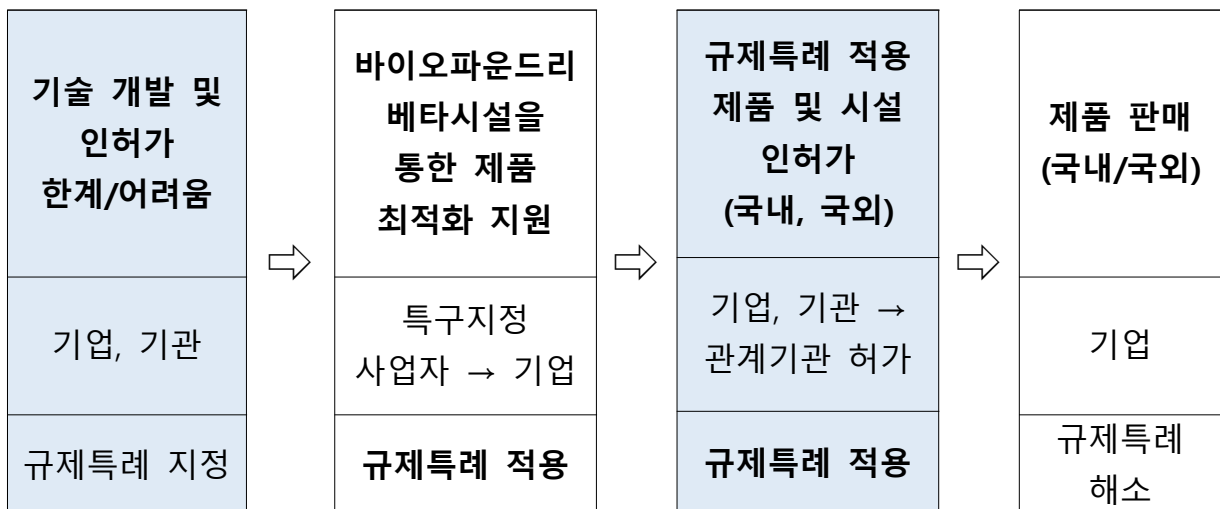 기술 개발 및
인허가
한계/어려움
기업, 기관
규제특례 지정
⇨
바이오파운드리
베타시설을
통한 제품
최적화 지원
특구지정
사업자 → 기업
규제특례 적용
⇨
규제특례 적용
제품 및 시설
인허가
(국내, 국외)
기업, 기관 →
관계기관 허가
규제특례 적용
⇨
제품 판매
(국내/국외)
기업
규제특례
해소